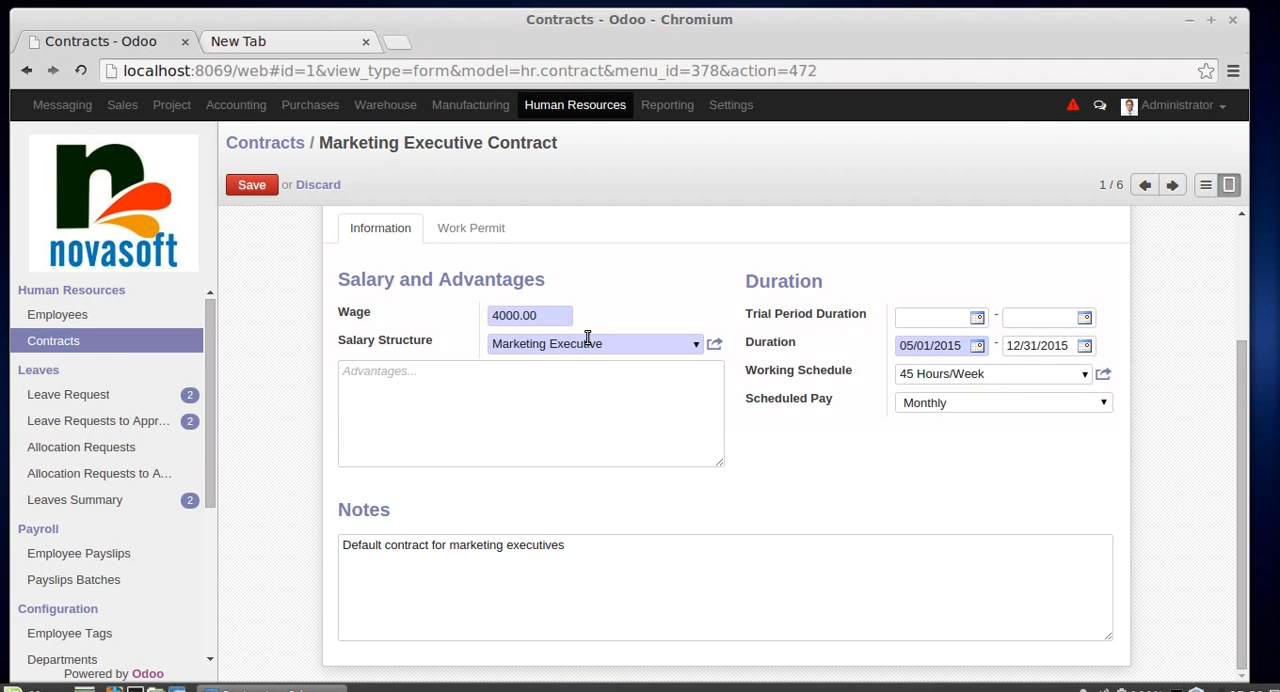 Contracts - Odoo - Chromium
Contracts - Odoo
New Tab
localhost:8069/web#id=1&view_type=form&model=hr.contract&menu_id=378&action=472
Messaging Sales Project Accounting Purchases Warehouse Manufacturing Human Resources Reporting Settings Administrator
novasoft
Human Resources
Employees
Contracts
Leaves
Leave Request 2
Leave Requests to Appr... 2
Allocation Requests
Allocation Requests to A...
Leaves Summary 2
Payroll
Employee Payslips
Payslips Batches
Configuration
Employee Tags
Departments
Powered by Odoo
Contracts / Marketing Executive Contract
Save or Discard
1 / 6
Information Work Permit
Salary and Advantages
Wage 4000.00
Salary Structure Marketing Executive
Advantages...
Duration
Trial Period Duration -
Duration 05/01/2015 - 12/31/2015
Working Schedule 45 Hours/Week
Scheduled Pay Monthly
Notes
Default contract for marketing executives